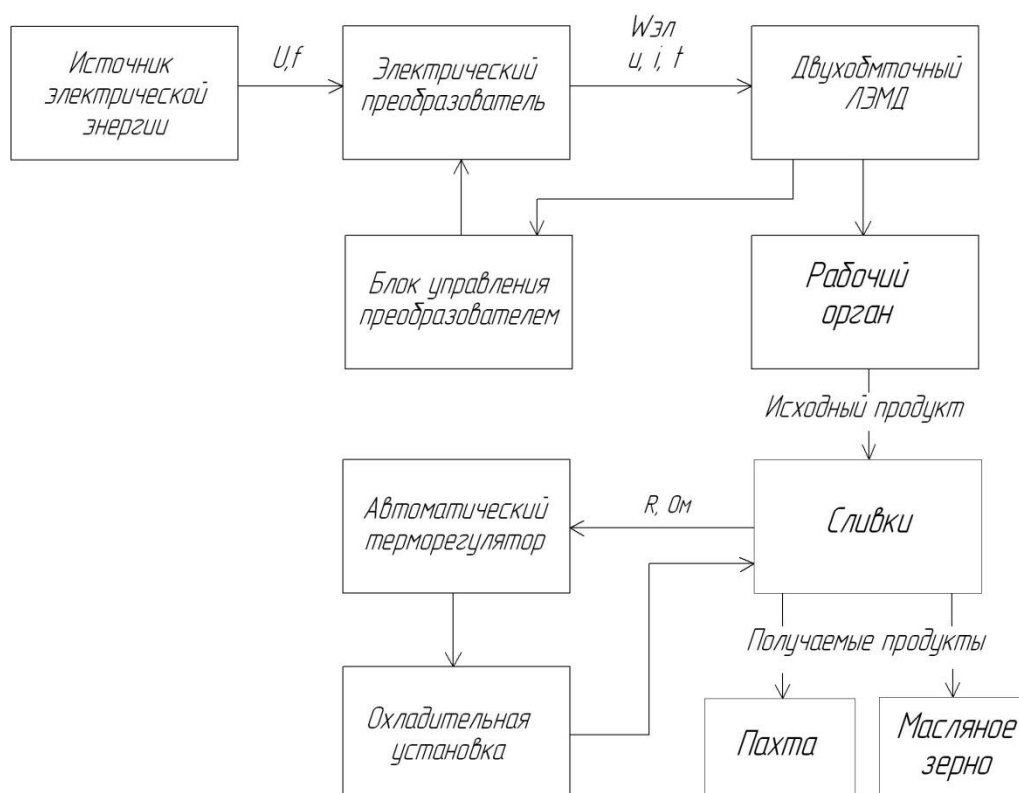 Источник
электрической
энергии
U,f
Электрический
преобразователь
Wэл
u, i, t
Двухобмточный
ЛЭМД
Блок управления
преобразователем
Рабочий
орган
Исходный продукт
Автоматический
терморегулятор
R, Ом
Сливки
Получаемые продукты
Охладительная
установка
Пахта
Масляное
зерно